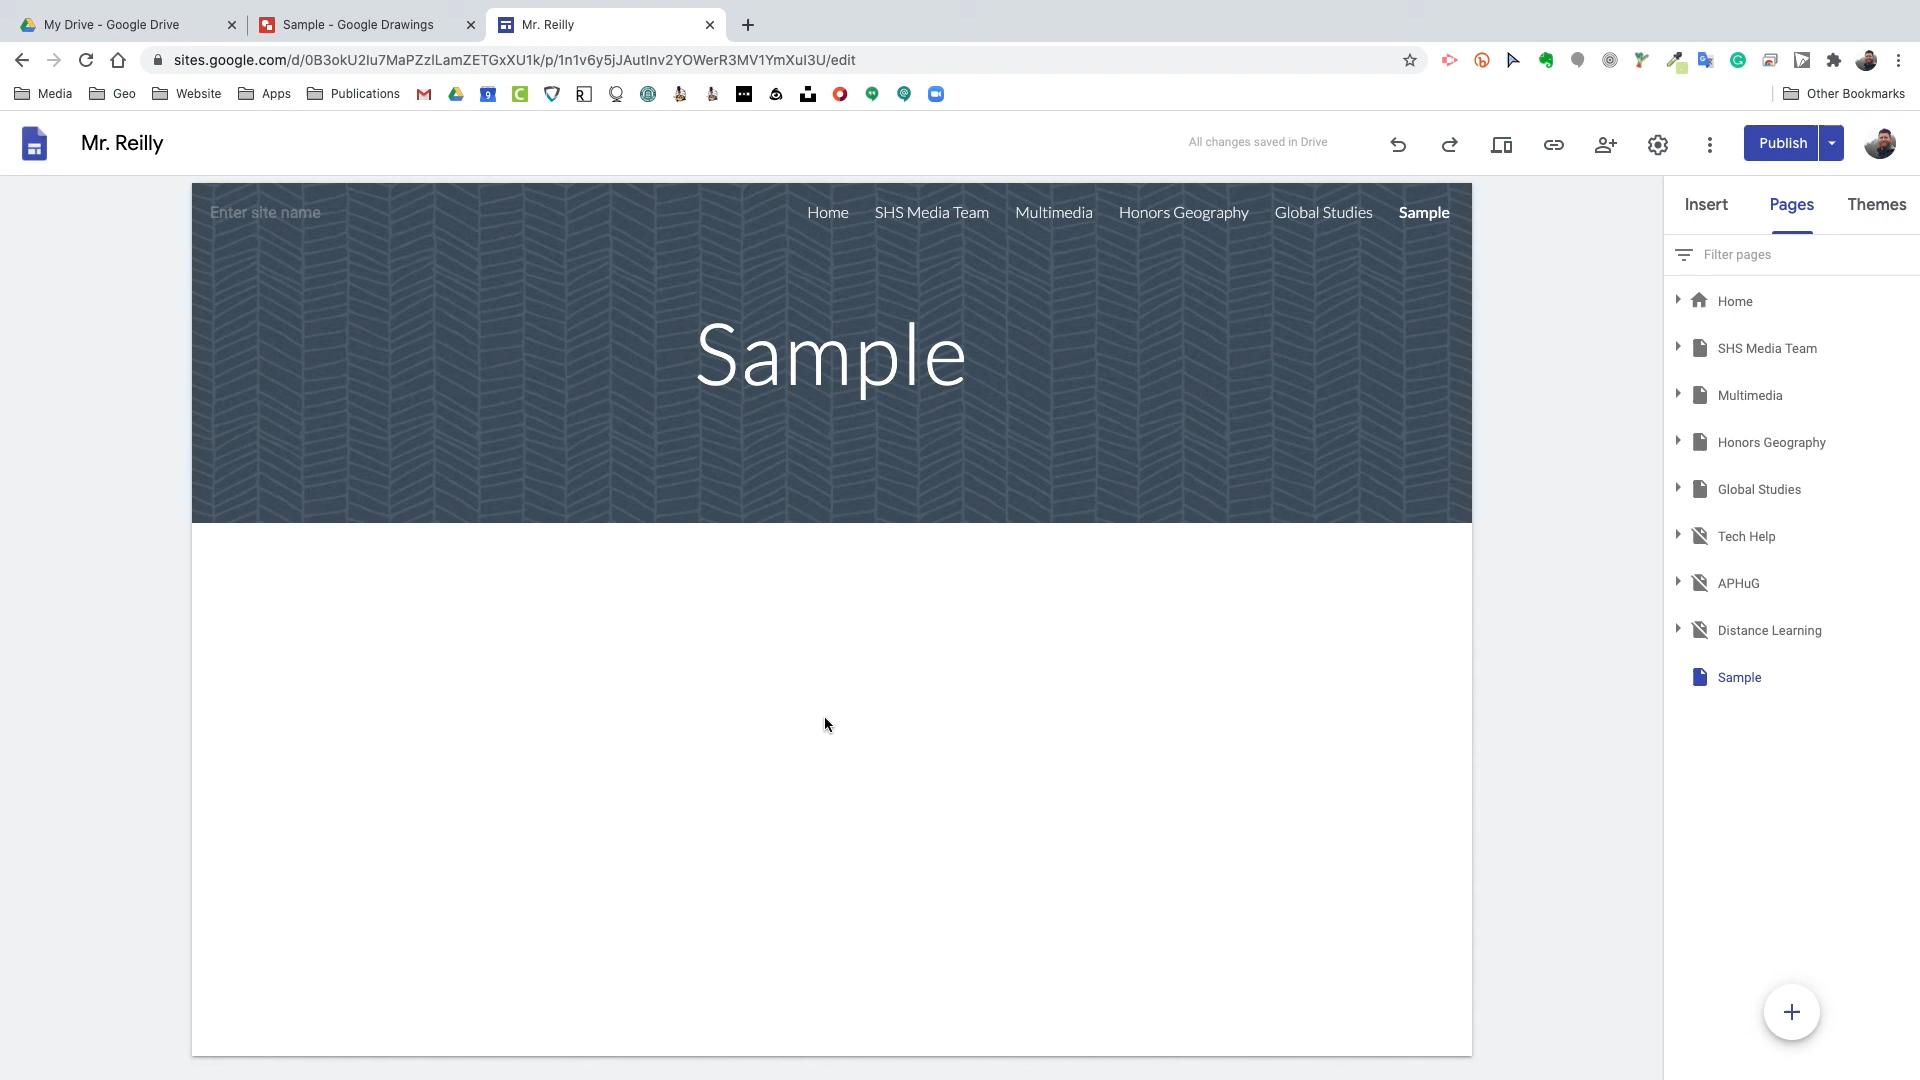 My Drive - Google Drive
Sample - Google Drawings
Mr. Reilly
sites.google.com/d/0B3okU2Iu7MaPZzlLamZETGxXU1k/p/1n1v6y5jJAutInv2YOWerR3MV1YmXuI3U/edit
Media
Geo
Website
Apps
Publications
Other Bookmarks
Mr. Reilly
All changes saved in Drive
Publish
Enter site name
Home
SHS Media Team
Multimedia
Honors Geography
Global Studies
Sample
Sample
Insert
Pages
Themes
Filter pages
Home
SHS Media Team
Multimedia
Honors Geography
Global Studies
Tech Help
APHuG
Distance Learning
Sample